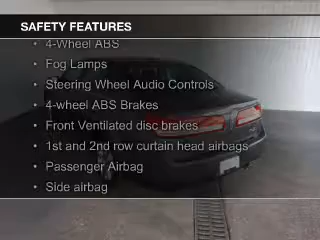 SAFETY FEATURES
• 4-Wheel ABS
• Fog Lamps
• Steering Wheel Audio Controls
• 4-wheel ABS Brakes
• Front Ventilated disc brakes
• 1st and 2nd row curtain head airbags
• Passenger Airbag
• Side airbag